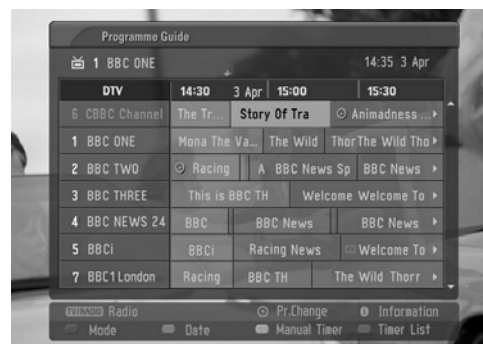 Programme Guide
1 BBC ONE 14:35 3 Apr
DTV 14:30 3 Apr 15:00 15:30
6 CBBC Channel The Tr... Story Of Tra Animadness ...
1 BBC ONE Mona The Va... The Wild Thor The Wild Tho
2 BBC TWO Racing A BBC News Sp BBC News
3 BBC THREE This is BBC TH Welcome Welcome To
4 BBC NEWS 24 BBC BBC News BBC News
5 BBCi BBCi Racing News Welcome To
7 BBC1 London Racing BBC TH The Wild Thorr
TV/RADIO Radio Pr.Change i Information
Mode Date Manual Timer Timer List